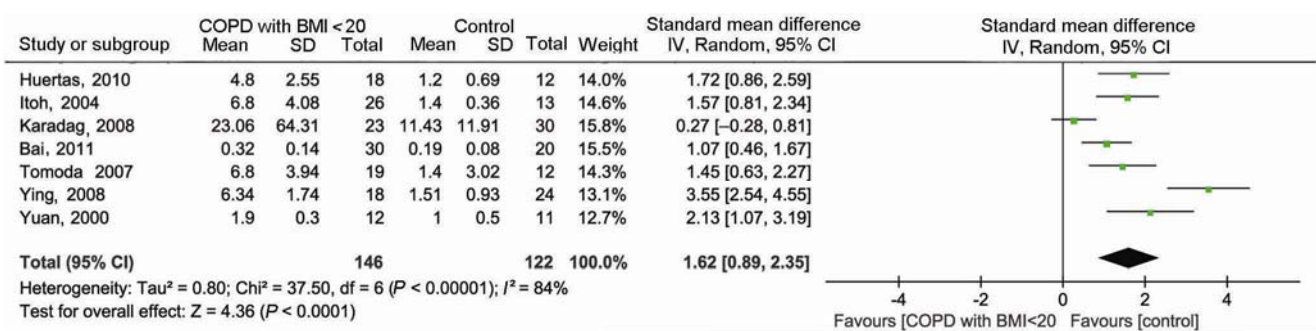 COPD with BMI < 20 Control Standard mean difference Standard mean difference
Study or subgroup Mean SD Total Mean SD Total Weight IV, Random, 95% CI IV, Random, 95% CI
Huertas, 2010 4.8 2.55 18 1.2 0.69 12 14.0% 1.72 [0.86, 2.59]
Itoh, 2004 6.8 4.08 26 1.4 0.36 13 14.6% 1.57 [0.81, 2.34]
Karadag, 2008 23.06 64.31 23 11.43 11.91 30 15.8% 0.27 [–0.28, 0.81]
Bai, 2011 0.32 0.14 30 0.19 0.08 20 15.5% 1.07 [0.46, 1.67]
Tomoda 2007 6.8 3.94 19 1.4 3.02 12 14.3% 1.45 [0.63, 2.27]
Ying, 2008 6.34 1.74 18 1.51 0.93 24 13.1% 3.55 [2.54, 4.55]
Yuan, 2000 1.9 0.3 12 1 0.5 11 12.7% 2.13 [1.07, 3.19]
Total (95% CI) 146 122 100.0% 1.62 [0.89, 2.35]
Heterogeneity: Tau² = 0.80; Chi² = 37.50, df = 6 (P < 0.00001); I² = 84%
Test for overall effect: Z = 4.36 (P < 0.0001)
-4 -2 0 2 4
Favours [COPD with BMI<20 Favours [control]